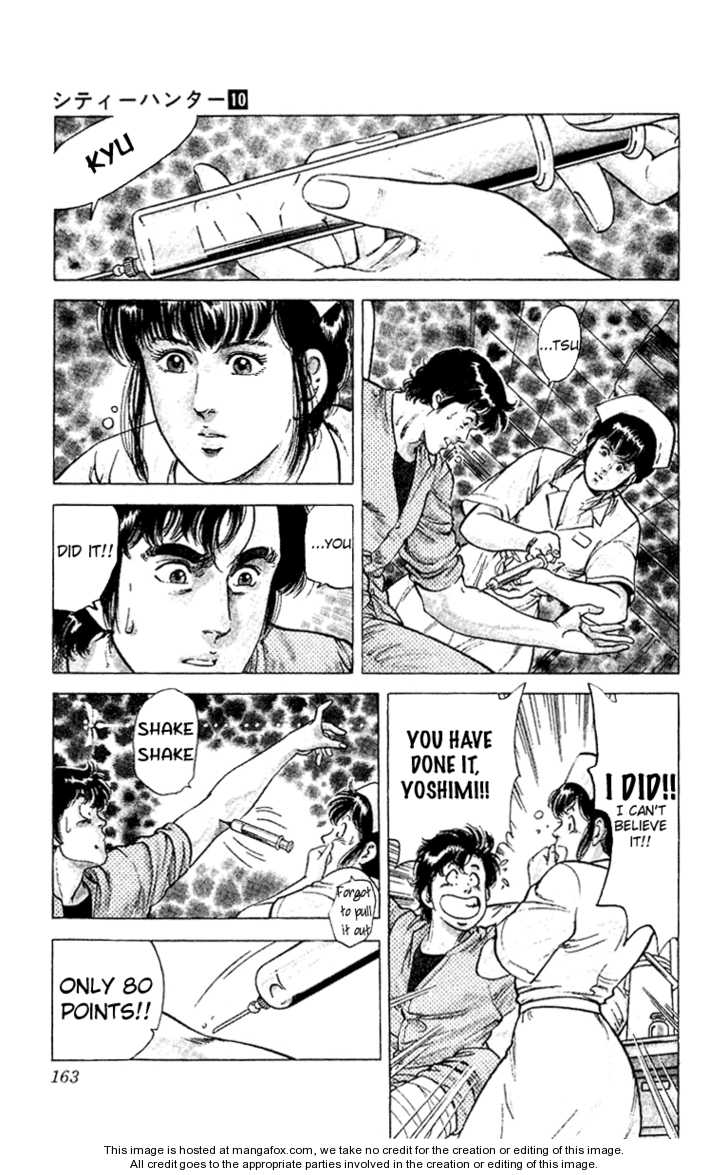 シティーハンター10
KYU
...TSU
...YOU
DID IT!!
I DID!!
I CAN'T
BELIEVE
IT!!
YOU HAVE
DONE IT,
YOSHIMI!!
SHAKE
SHAKE
Forgot
to pull
it out
ONLY 80
POINTS!!
163
This image is hosted at mangafox.com, we take no credit for the creation or editing of this image.
All credit goes to the appropriate parties involved in the creation or editing of this image.